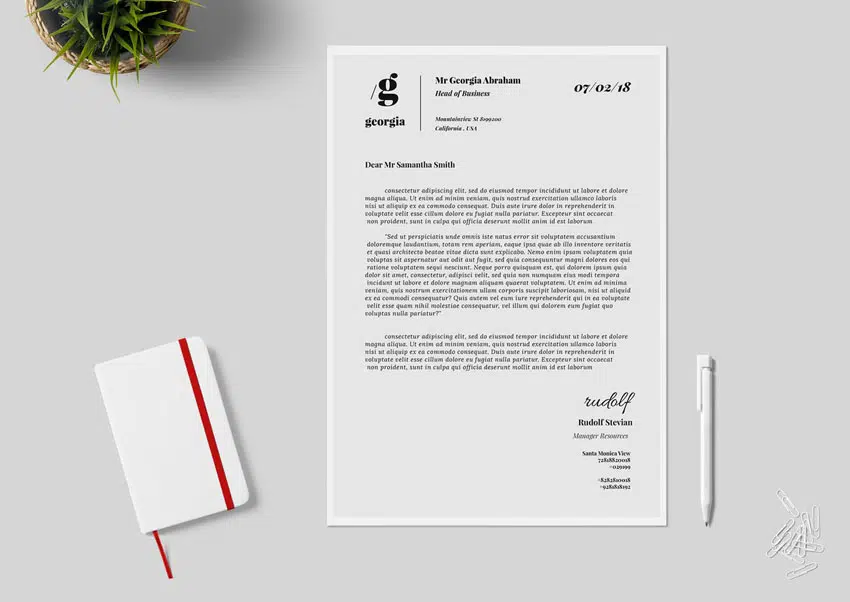 /g
georgia
Mr Georgia Abraham
Head of Business
Mountainview St 8199200
California , USA
07/02/18
Dear Mr Samantha Smith
consectetur adipiscing elit, sed do eiusmod tempor incididunt ut labore et dolore
magna aliqua. Ut enim ad minim veniam, quis nostrud exercitation ullamco laboris
nisi ut aliquip ex ea commodo consequat. Duis aute irure dolor in reprehenderit in
voluptate velit esse cillum dolore eu fugiat nulla pariatur. Excepteur sint occaecat
non proident, sunt in culpa qui officia deserunt mollit anim id est laborum
"Sed ut perspiciatis unde omnis iste natus error sit voluptatem accusantium
doloremque laudantium, totam rem aperiam, eaque ipsa quae ab illo inventore veritatis
et quasi architecto beatae vitae dicta sunt explicabo. Nemo enim ipsam voluptatem quia
voluptas sit aspernatur aut odit aut fugit, sed quia consequuntur magni dolores eos qui
ratione voluptatem sequi nesciunt. Neque porro quisquam est, qui dolorem ipsum quia
dolor sit amet, consectetur, adipisci velit, sed quia non numquam eius modi tempora
incidunt ut labore et dolore magnam aliquam quaerat voluptatem. Ut enim ad minima
veniam, quis nostrum exercitationem ullam corporis suscipit laboriosam, nisi ut aliquid
ex ea commodi consequatur? Quis autem vel eum iure reprehenderit qui in ea voluptate
velit esse quam nihil molestiae consequatur, vel illum qui dolorem eum fugiat quo
voluptas nulla pariatur?"
consectetur adipiscing elit, sed do eiusmod tempor incididunt ut labore et dolore
magna aliqua. Ut enim ad minim veniam, quis nostrud exercitation ullamco laboris
nisi ut aliquip ex ea commodo consequat. Duis aute irure dolor in reprehenderit in
voluptate velit esse cillum dolore eu fugiat nulla pariatur. Excepteur sint occaecat
non proident, sunt in culpa qui officia deserunt mollit anim id est laborum
rudolf
Rudolf Stevian
Manager Resources
Santa Monica View
72818820018
+029199
+8282810018
+9281818192